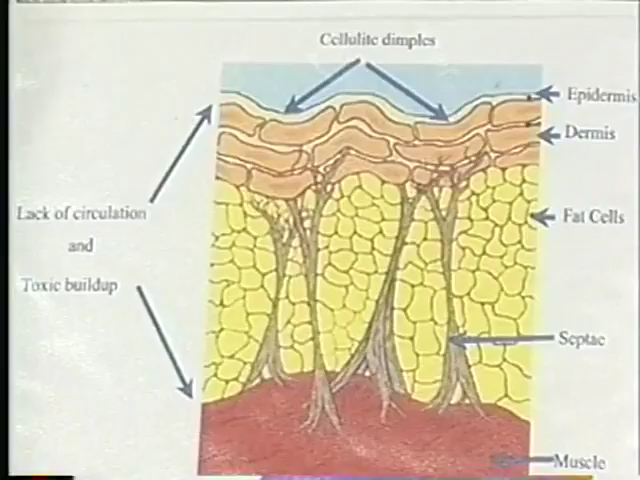 Cellulite dimples
Epidermis
Dermis
Lack of circulation
and
Toxic buildup
Fat Cells
Septae
Muscle